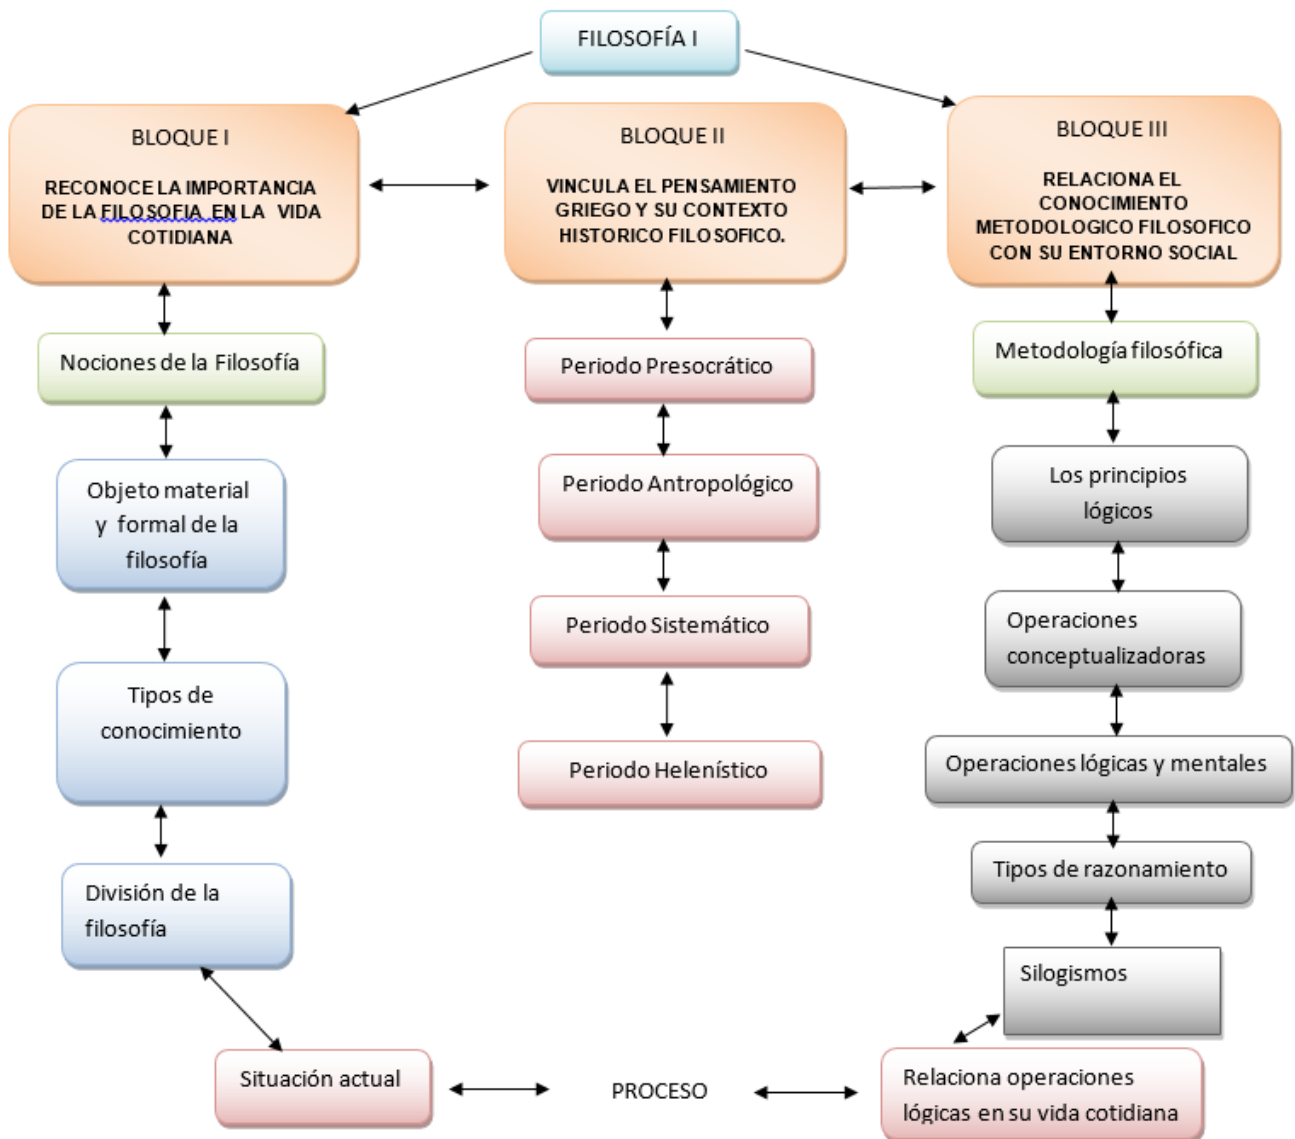 FILOSOFÍA I
BLOQUE I
RECONOCE LA IMPORTANCIA
DE LA FILOSOFIA EN LA VIDA
COTIDIANA
BLOQUE II
VINCULA EL PENSAMIENTO
GRIEGO Y SU CONTEXTO
HISTORICO FILOSOFICO.
BLOQUE III
RELACIONA EL
CONOCIMIENTO
METODOLOGICO FILOSOFICO
CON SU ENTORNO SOCIAL
Nociones de la Filosofía
Objeto material
y formal de la
filosofía
Tipos de
conocimiento
División de la
filosofía
Situación actual
Periodo Presocrático
Periodo Antropológico
Periodo Sistemático
Periodo Helenístico
PROCESO
Metodología filosófica
Los principios
lógicos
Operaciones
conceptualizadoras
Operaciones lógicas y mentales
Tipos de razonamiento
Silogismos
Relaciona operaciones
lógicas en su vida cotidiana